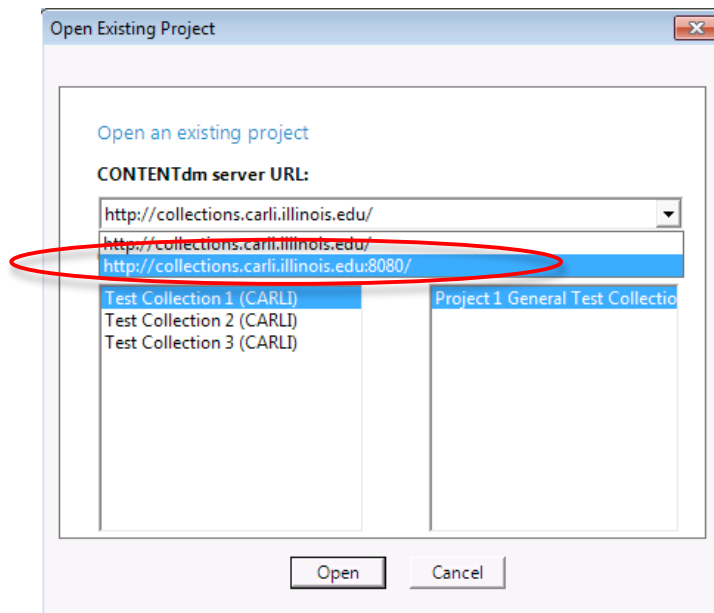 Open Existing Project
Open an existing project
CONTENTdm server URL:
http://collections.carli.illinois.edu/
http://collections.carli.illinois.edu/
http://collections.carli.illinois.edu:8080/
Test Collection 1 (CARLI)
Project 1 General Test Collectio
Test Collection 2 (CARLI)
Test Collection 3 (CARLI)
Open
Cancel